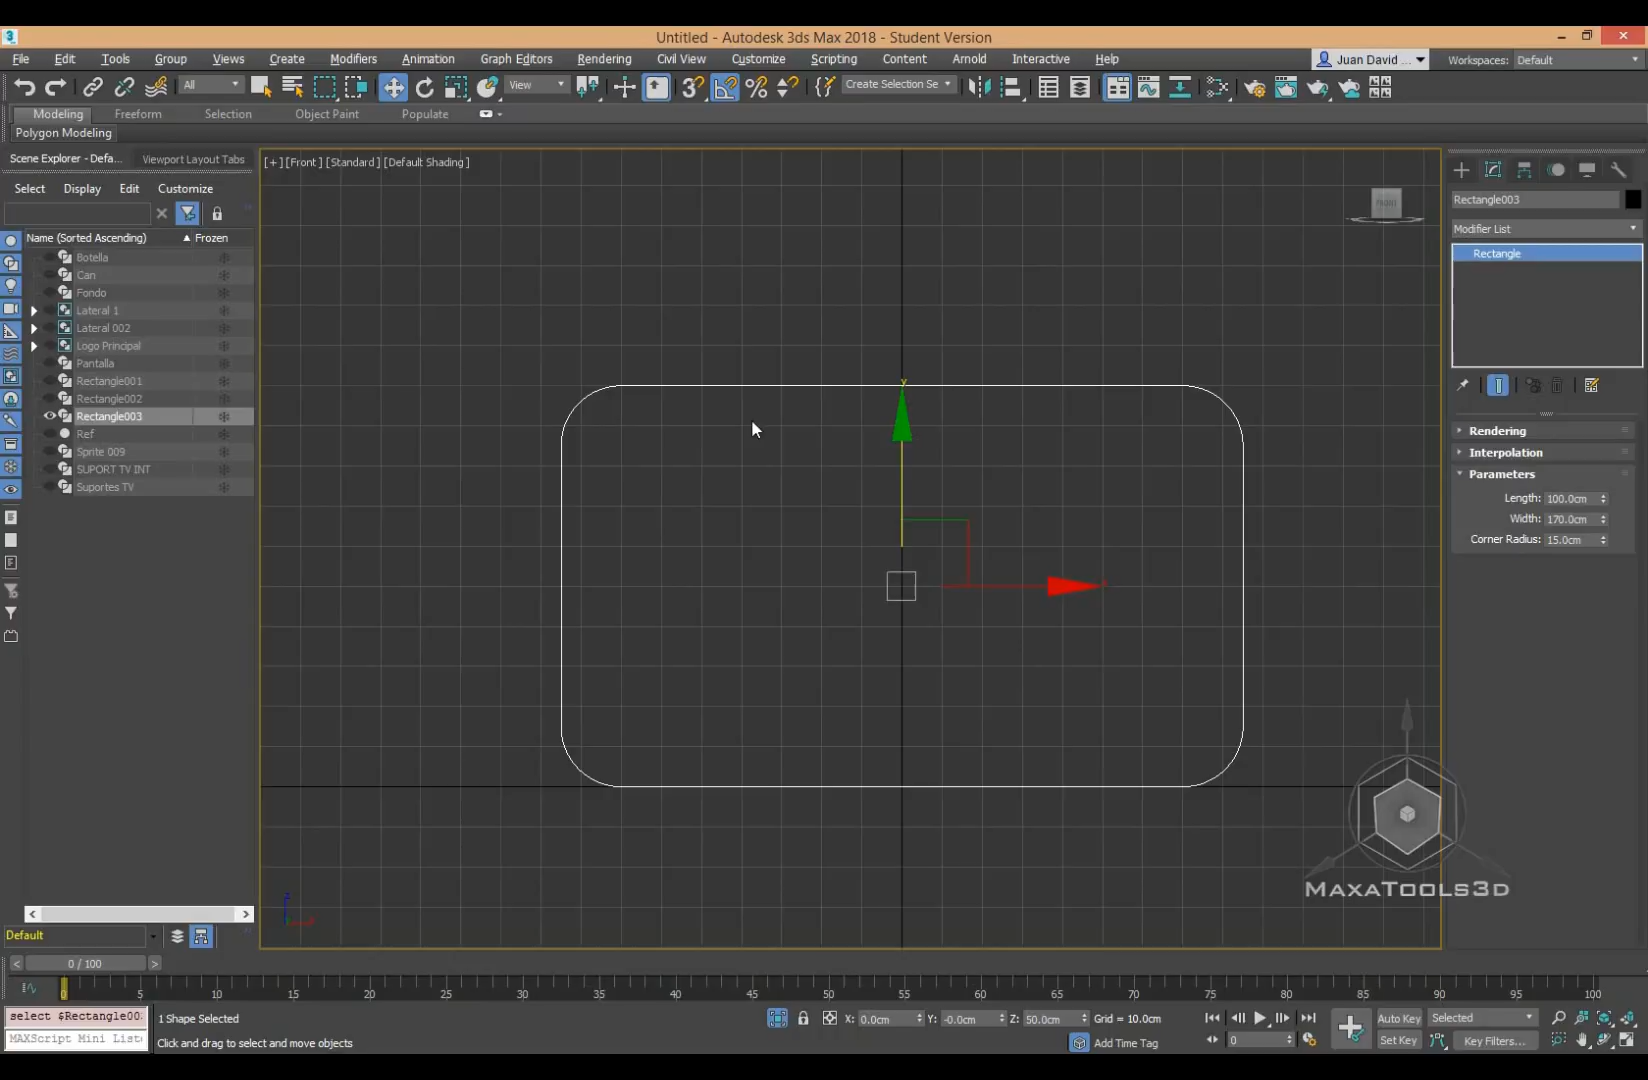 Untitled - Autodesk 3ds Max 2018 - Student Version
File Edit Tools Group Views Create Modifiers Animation Graph Editors Rendering Civil View Customize Scripting Content Arnold Interactive Help Juan David ... Workspaces: Default
All View Create Selection Se
Modeling Freeform Selection Object Paint Populate
Polygon Modeling
Scene Explorer - Defa... Viewport Layout Tabs
[+] [Front] [Standard] [Default Shading]
Select Display Edit Customize
FRONT
Rectangle003
Modifier List
Name (Sorted Ascending) Frozen
Rectangle
Botella
Can
Fondo
Lateral 1
Lateral 002
Logo Principal
Pantalla
Rectangle001
Rectangle002
Rectangle003
Ref
Sprite 009
SUPORT TV INT
Suportes TV
Rendering
Interpolation
Parameters
Length: 100.0cm
Width: 170.0cm
Corner Radius: 15.0cm
MAXATOOLS3D
Default
0 / 100
0 5 10 15 20 25 30 35 40 45 50 55 60 65 70 75 80 85 90 95 100
select $Rectangle00
1 Shape Selected
X: 0.0cm Y: -0.0cm Z: 50.0cm Grid = 10.0cm
Auto Key Selected
MAXScript Mini List
Click and drag to select and move objects
Add Time Tag
0
Set Key Key Filters...